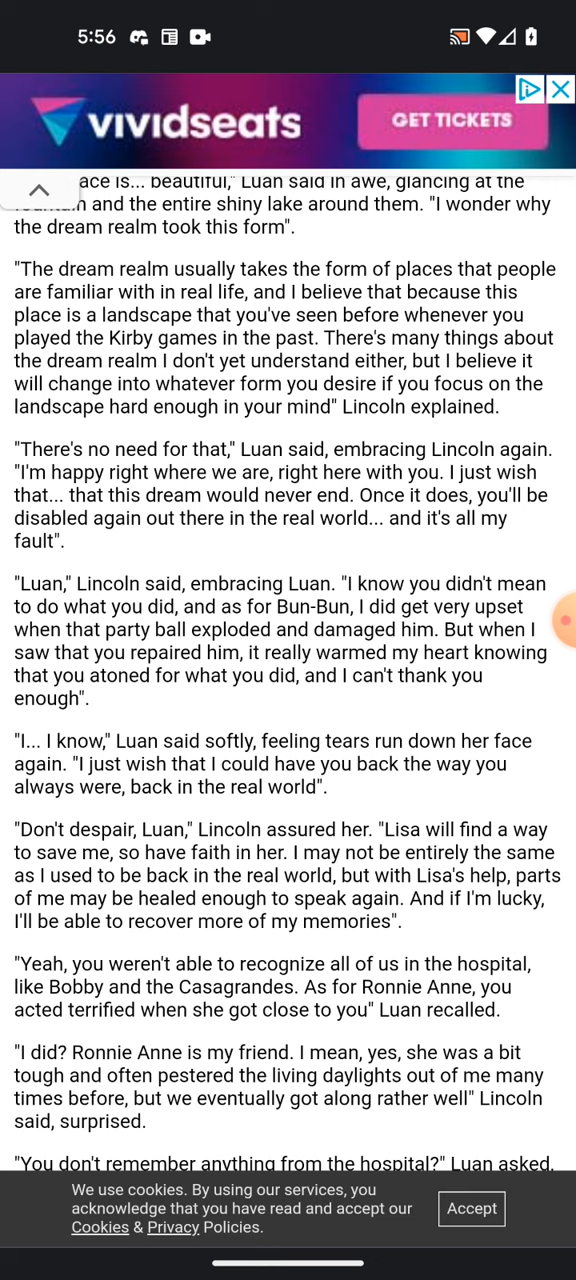 5:56
vividseats
GET TICKETS
ace is... beautiful," Luan said in awe, glancing at the
and the entire shiny lake around them. "I wonder why
the dream realm took this form".
"The dream realm usually takes the form of places that people
are familiar with in real life, and I believe that because this
place is a landscape that you've seen before whenever you
played the Kirby games in the past. There's many things about
the dream realm I don't yet understand either, but I believe it
will change into whatever form you desire if you focus on the
landscape hard enough in your mind" Lincoln explained.
"There's no need for that," Luan said, embracing Lincoln again.
"I'm happy right where we are, right here with you. I just wish
that... that this dream would never end. Once it does, you'll be
disabled again out there in the real world... and it's all my
fault".
"Luan," Lincoln said, embracing Luan. "I know you didn't mean
to do what you did, and as for Bun-Bun, I did get very upset
when that party ball exploded and damaged him. But when I
saw that you repaired him, it really warmed my heart knowing
that you atoned for what you did, and I can't thank you
enough".
"I... I know," Luan said softly, feeling tears run down her face
again. "I just wish that I could have you back the way you
always were, back in the real world".
"Don't despair, Luan," Lincoln assured her. "Lisa will find a way
to save me, so have faith in her. I may not be entirely the same
as I used to be back in the real world, but with Lisa's help, parts
of me may be healed enough to speak again. And if I'm lucky,
I'll be able to recover more of my memories".
"Yeah, you weren't able to recognize all of us in the hospital,
like Bobby and the Casagrandes. As for Ronnie Anne, you
acted terrified when she got close to you" Luan recalled.
"I did? Ronnie Anne is my friend. I mean, yes, she was a bit
tough and often pestered the living daylights out of me many
times before, but we eventually got along rather well" Lincoln
said, surprised.
"You don't remember anything from the hospital?" Luan asked.
We use cookies. By using our services, you
acknowledge that you have read and accept our
Cookies & Privacy Policies.
Accept